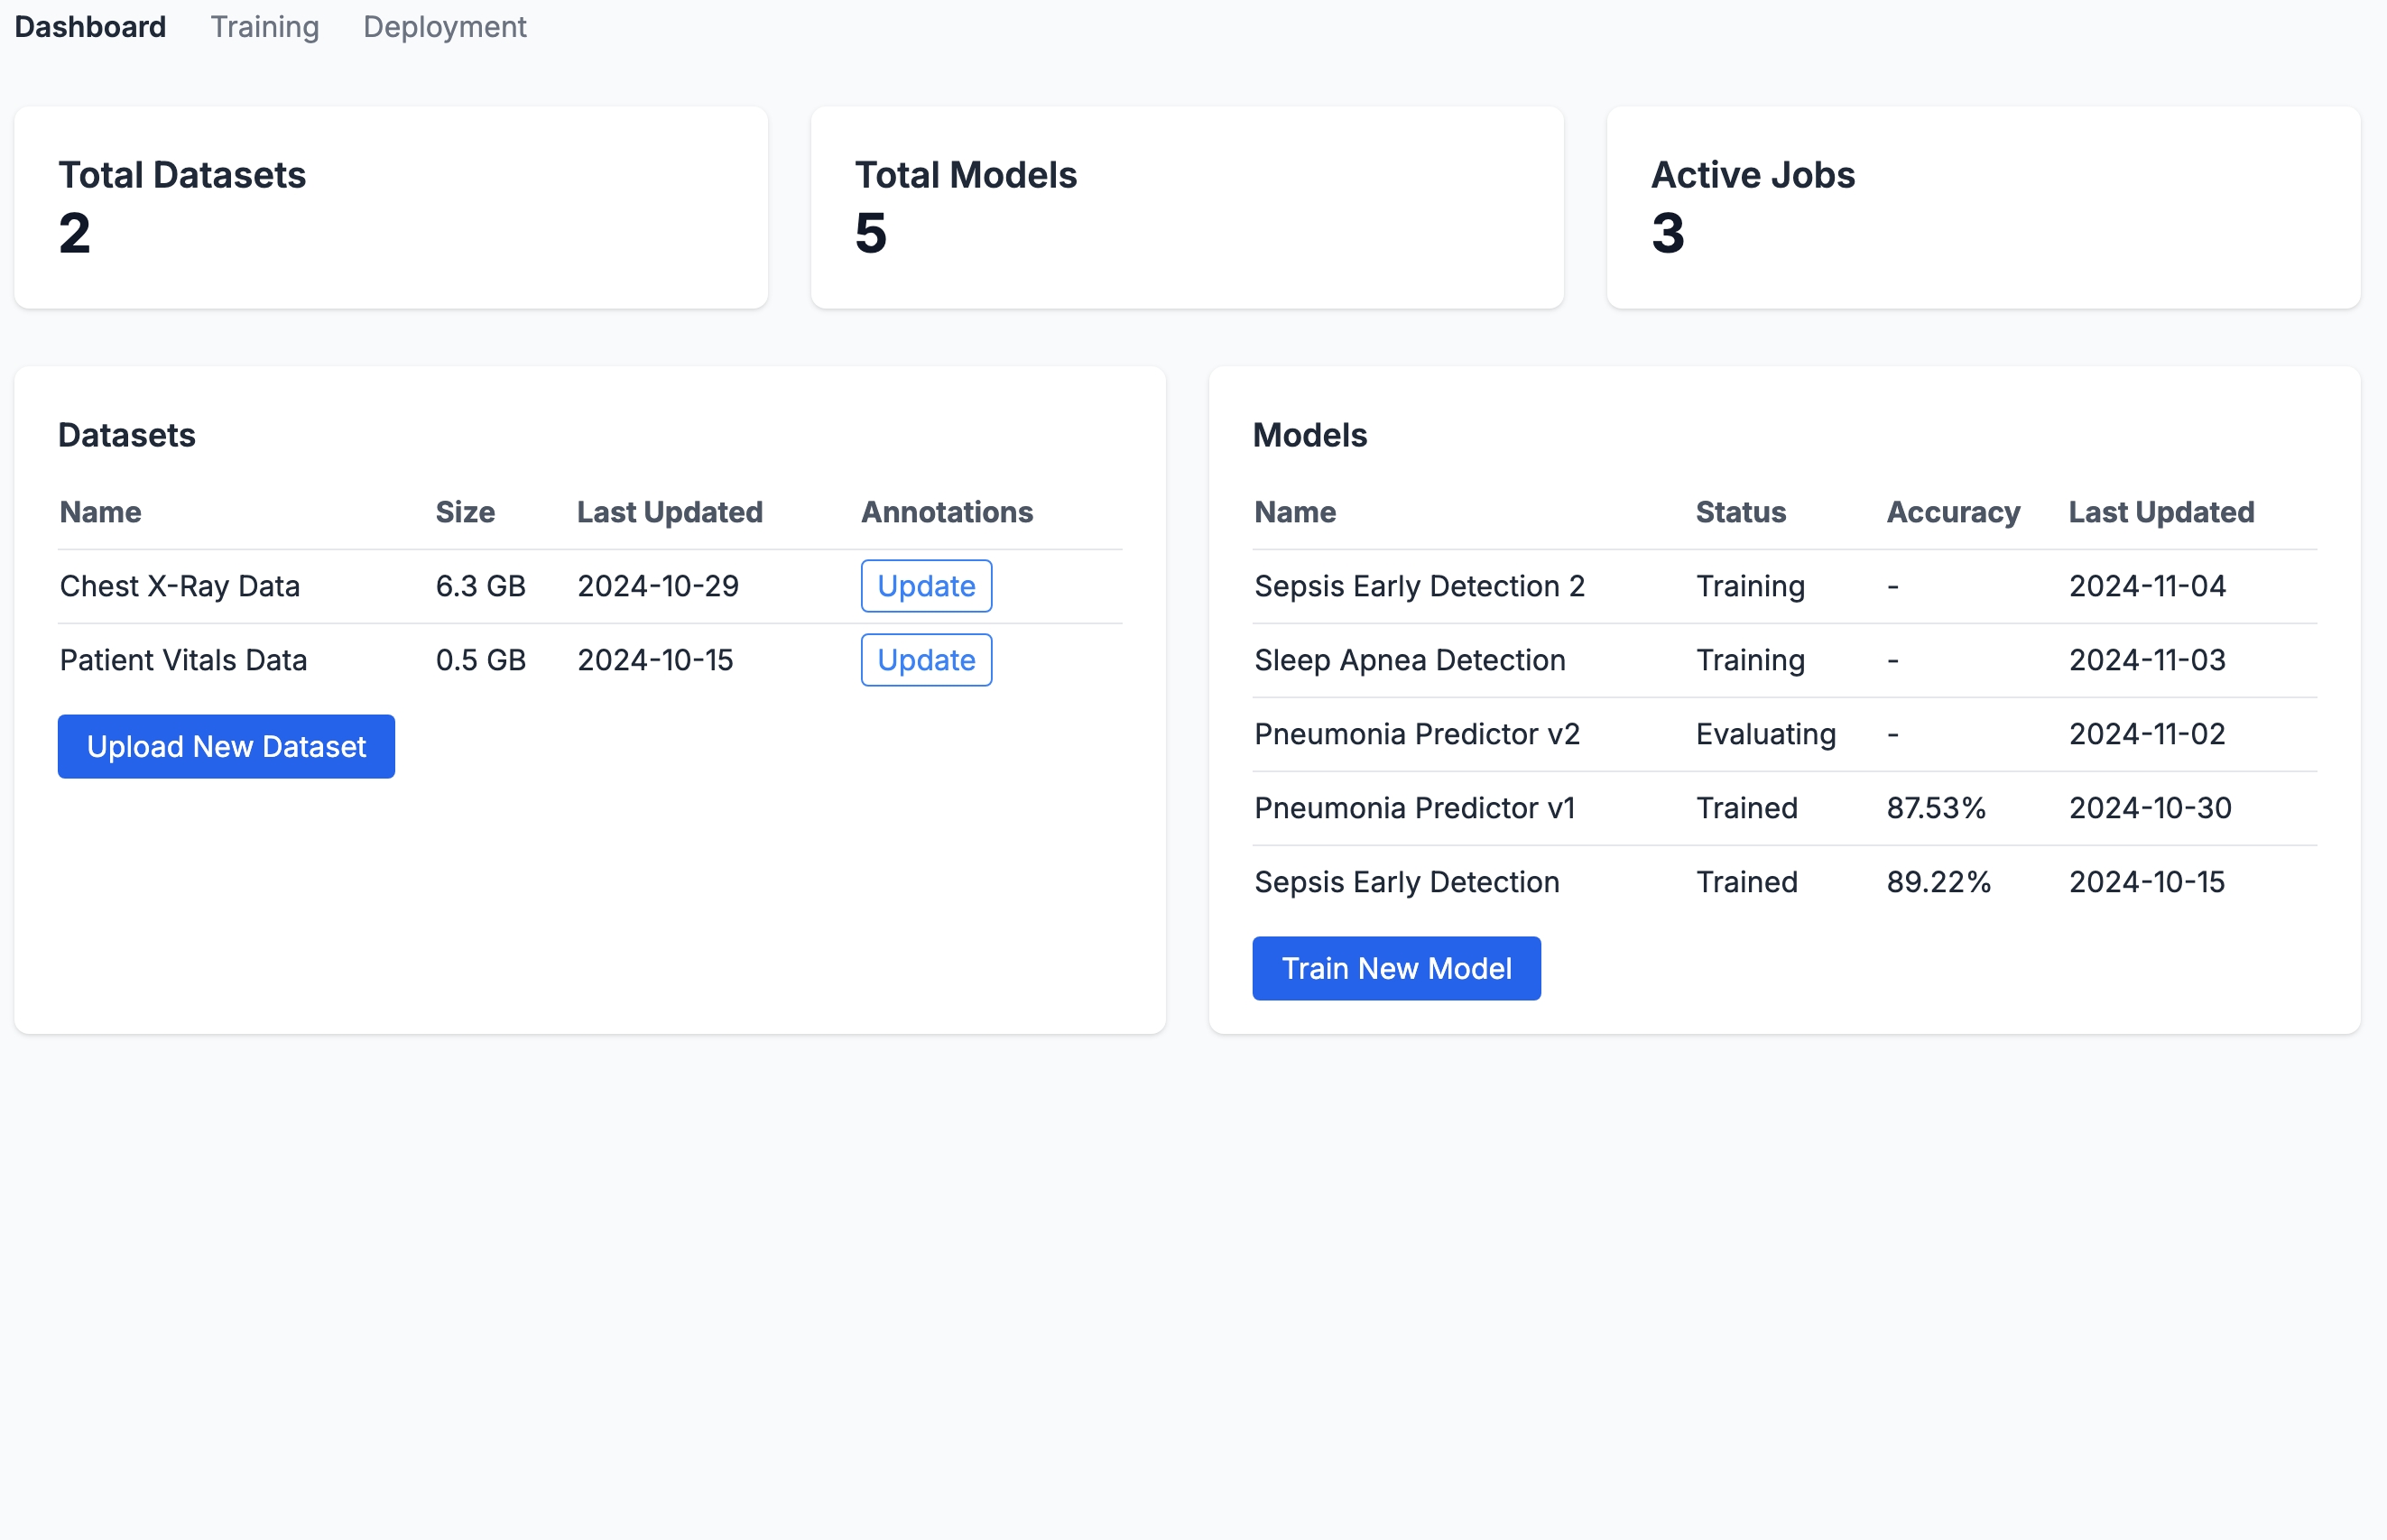 Dashboard Training Deployment
Total Datasets
2
Total Models
5
Active Jobs
3
Datasets
Name Size Last Updated Annotations
Chest X-Ray Data 6.3 GB 2024-10-29 Update
Patient Vitals Data 0.5 GB 2024-10-15 Update
Upload New Dataset
Models
Name Status Accuracy Last Updated
Sepsis Early Detection 2 Training - 2024-11-04
Sleep Apnea Detection Training - 2024-11-03
Pneumonia Predictor v2 Evaluating - 2024-11-02
Pneumonia Predictor v1 Trained 87.53% 2024-10-30
Sepsis Early Detection Trained 89.22% 2024-10-15
Train New Model